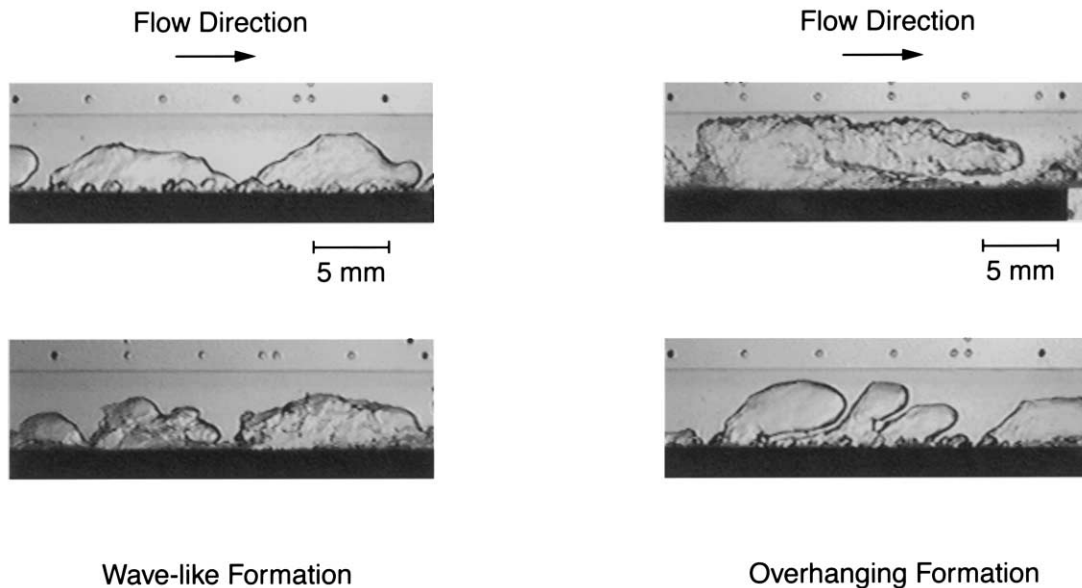 Flow Direction
Flow Direction
5 mm
5 mm
Wave-like Formation
Overhanging Formation